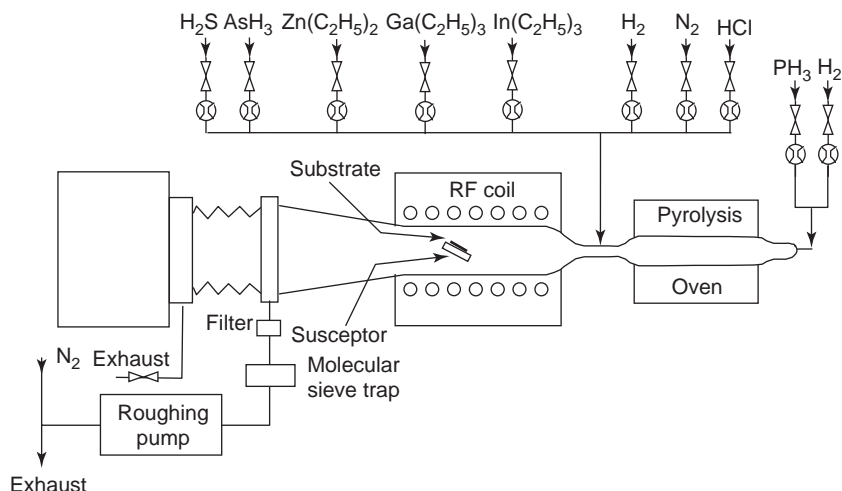 H₂S AsH₃ Zn(C₂H₅)₂ Ga(C₂H₅)₃ In(C₂H₅)₃ H₂ N₂ HCl
PH₃ H₂
Substrate
RF coil
Pyrolysis
Oven
Filter
Susceptor
N₂
Exhaust
Molecular
sieve trap
Roughing
pump
Exhaust